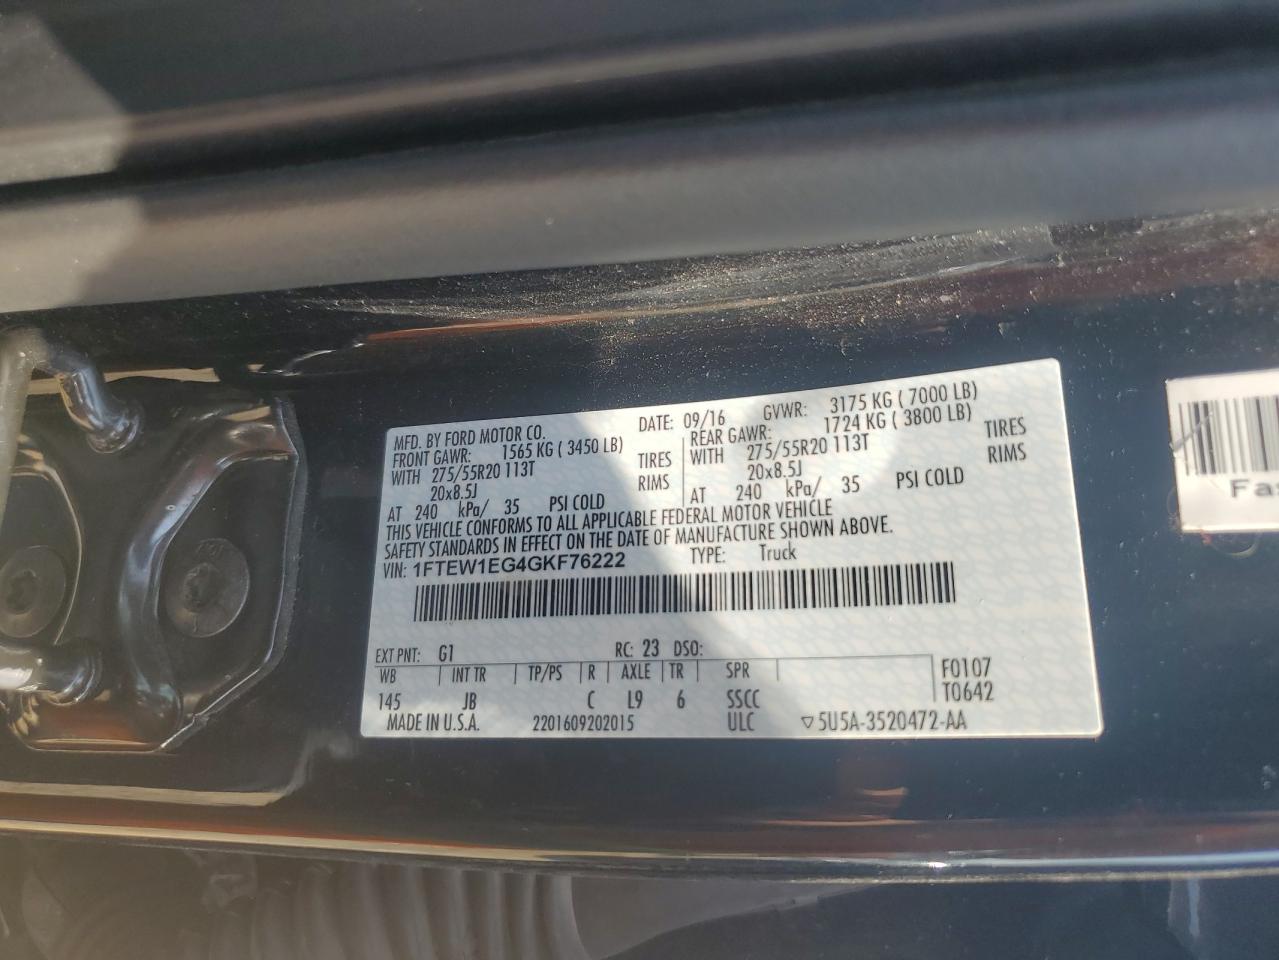 MFD. BY FORD MOTOR CO.
DATE: 09/16
GVWR: 3175 KG ( 7000 LB)
FRONT GAWR: 1565 KG ( 3450 LB)
REAR GAWR: 1724 KG ( 3800 LB)
WITH 275/55R20 113T TIRES
WITH 275/55R20 113T TIRES
20x8.5J RIMS
20x8.5J RIMS
AT 240 kPa/ 35 PSI COLD
AT 240 kPa/ 35 PSI COLD
THIS VEHICLE CONFORMS TO ALL APPLICABLE FEDERAL MOTOR VEHICLE
SAFETY STANDARDS IN EFFECT ON THE DATE OF MANUFACTURE SHOWN ABOVE.
VIN: 1FTEW1EG4GKF76222
TYPE: Truck
EXT PNT: G1 RC: 23 DSO:
WB INT TR TP/PS R AXLE TR SPR F0107
145 JB C L9 6 SSCC T0642
MADE IN U.S.A. 2201609202015 ULC ▽5U5A-3520472-AA